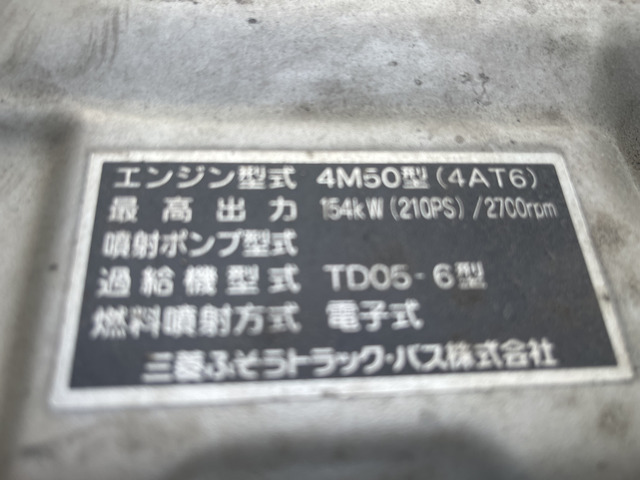 エンジン型式 4M50型(4AT6)
最高出力 154kW(210PS)/2700rpm
噴射ポンプ型式
過給機型式 TD05-6型
燃料噴射方式 電子式
三菱ふそうトラック・バス株式会社